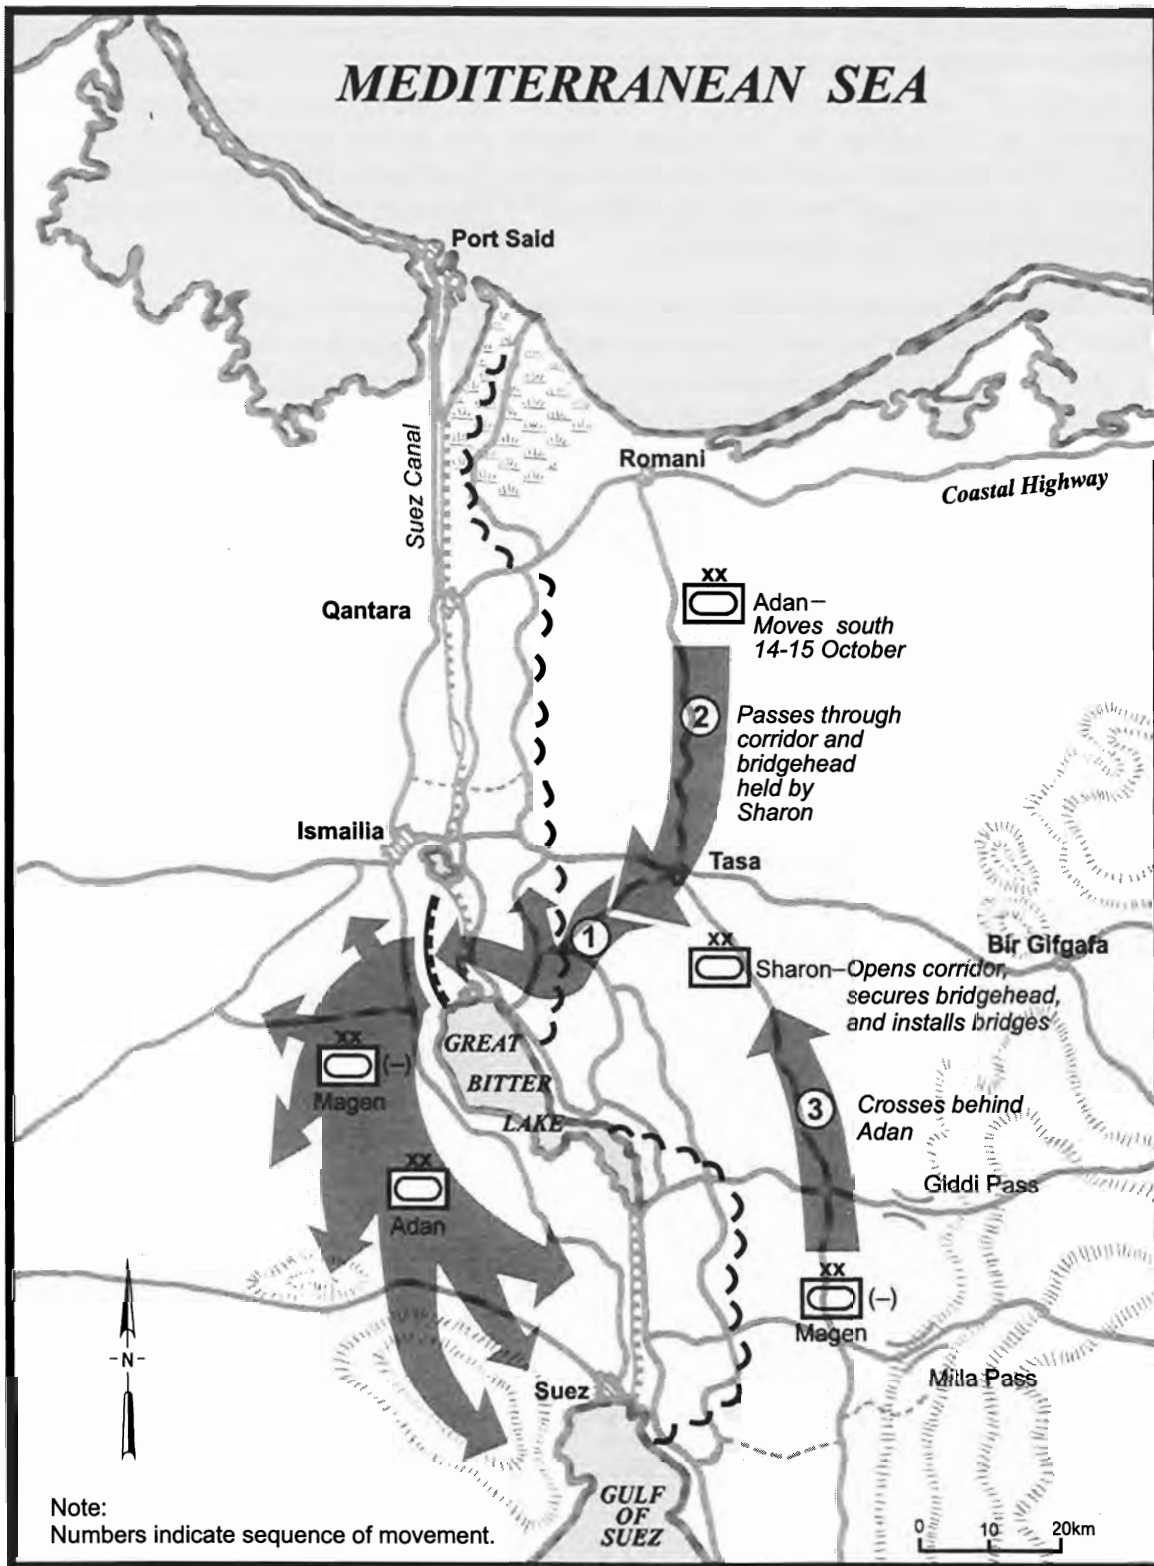 MEDITERRANEAN SEA
Port Said
Suez Canal
Romani
Coastal Highway
xx
Adan–
Moves south
14-15 October
Qantara
2
Passes through
corridor and
bridgehead
held by
Sharon
Ismailia
Tasa
1
xx
Sharon–Opens corridor,
secures bridgehead,
and installs bridges
Bir Gifgafa
GREAT
BITTER
LAKE
xx
(–)
Magen
3
Crosses behind
Adan
xx
Adan
Giddi Pass
xx
(–)
Magen
Mitla Pass
-N-
Suez
GULF
OF
SUEZ
Note:
Numbers indicate sequence of movement.
0 10 20km